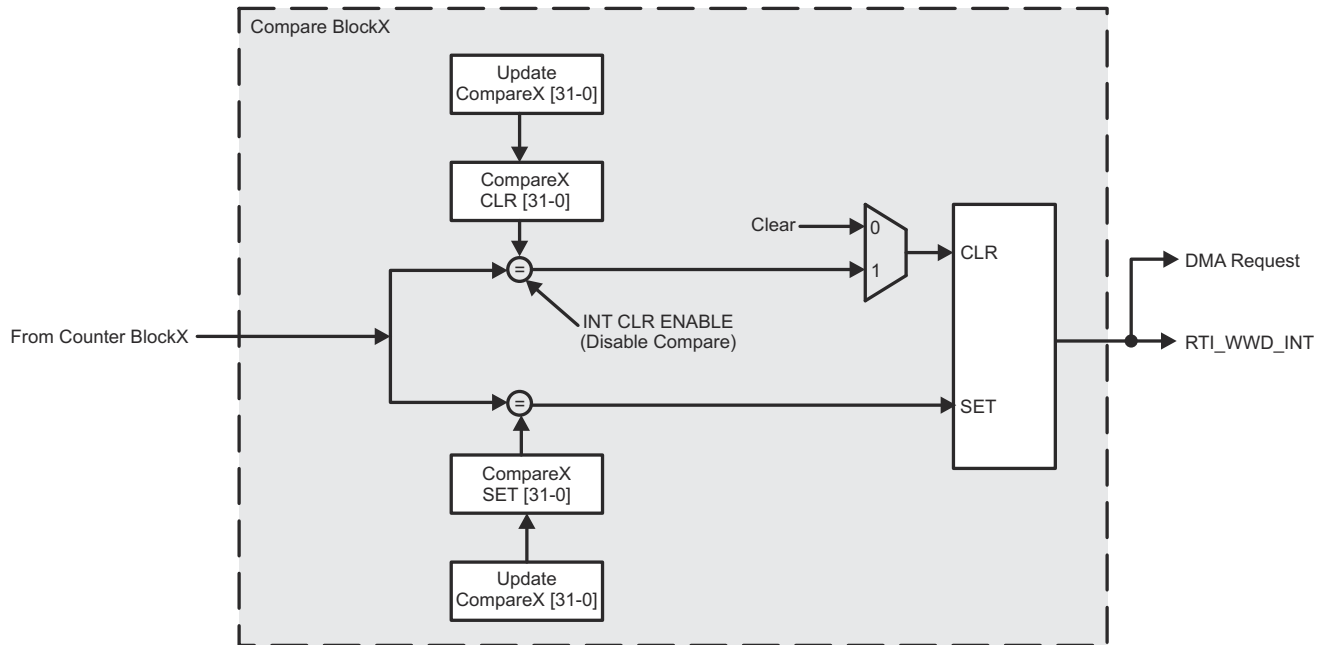 Compare BlockX
Update
CompareX [31-0]
CompareX
CLR [31-0]
Clear
0
1
CLR
=
DMA Request
INT CLR ENABLE
(Disable Compare)
From Counter BlockX
RTI_WWD_INT
=
SET
CompareX
SET [31-0]
Update
CompareX [31-0]